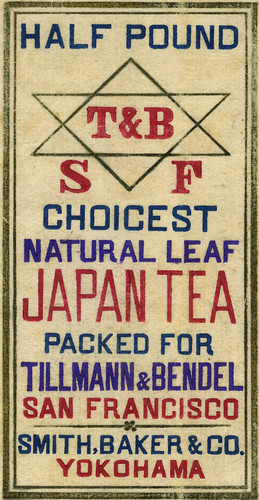 HALF POUND
T&B
S F
CHOICEST
NATURAL LEAF
JAPAN TEA
PACKED FOR
TILLMANN & BENDEL
SAN FRANCISCO
SMITH, BAKER & CO.
YOKOHAMA